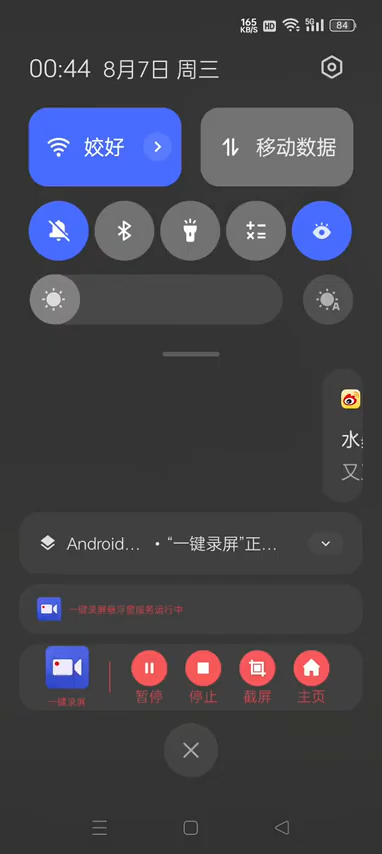 165
KB/S HD 5G 84
00:44 8月7日 周三
姣好
移动数据
A
水
又
Android… • “一键录屏”正…
一键录屏悬浮窗服务运行中
一键录屏
暂停 停止 截屏 主页